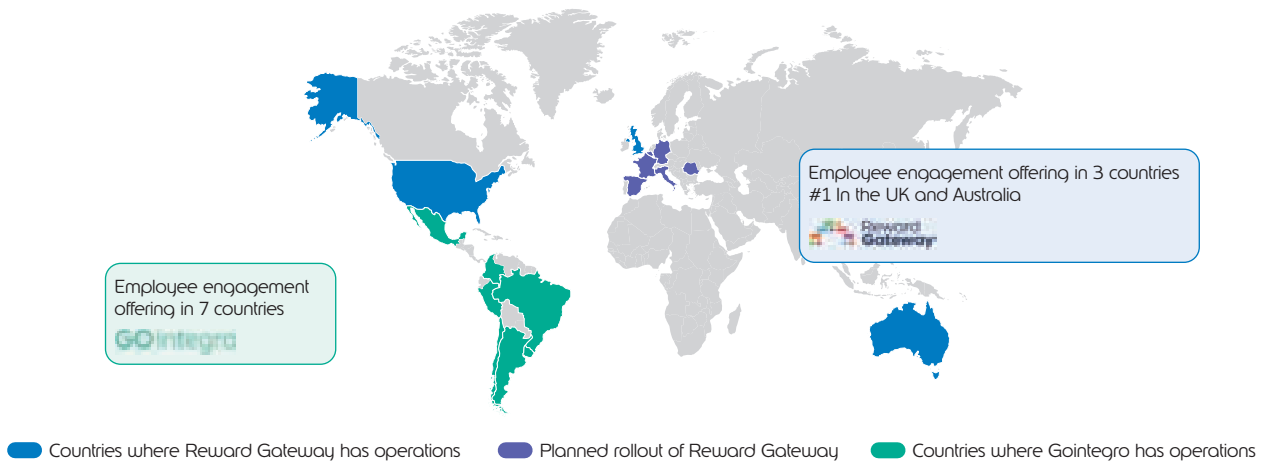 Employee engagement offering in 3 countries
#1 In the UK and Australia
Reward
Gateway
Employee engagement
offering in 7 countries
GOintegro
Countries where Reward Gateway has operations
Planned rollout of Reward Gateway
Countries where Gointegro has operations